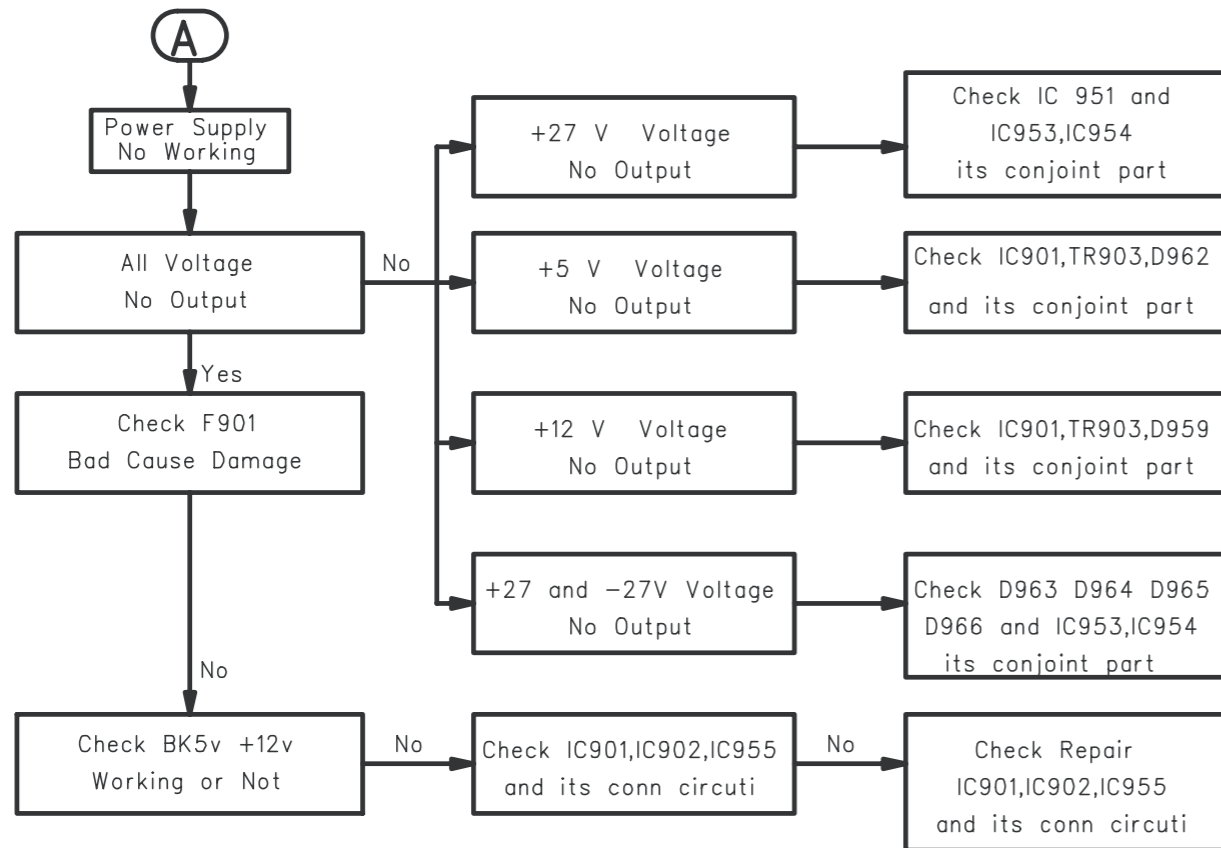 A
Power Supply
No Working
All Voltage
No Output
No
Yes
Check F901
Bad Cause Damage
No
Check BK5v +12v
Working or Not
No
+27 V Voltage
No Output
Check IC 951 and
IC953,IC954
its conjoint part
+5 V Voltage
No Output
Check IC901,TR903,D962
and its conjoint part
+12 V Voltage
No Output
Check IC901,TR903,D959
and its conjoint part
+27 and -27V Voltage
No Output
Check D963 D964 D965
D966 and IC953,IC954
its conjoint part
Check IC901,IC902,IC955
and its conn circuti
No
Check Repair
IC901,IC902,IC955
and its conn circuti